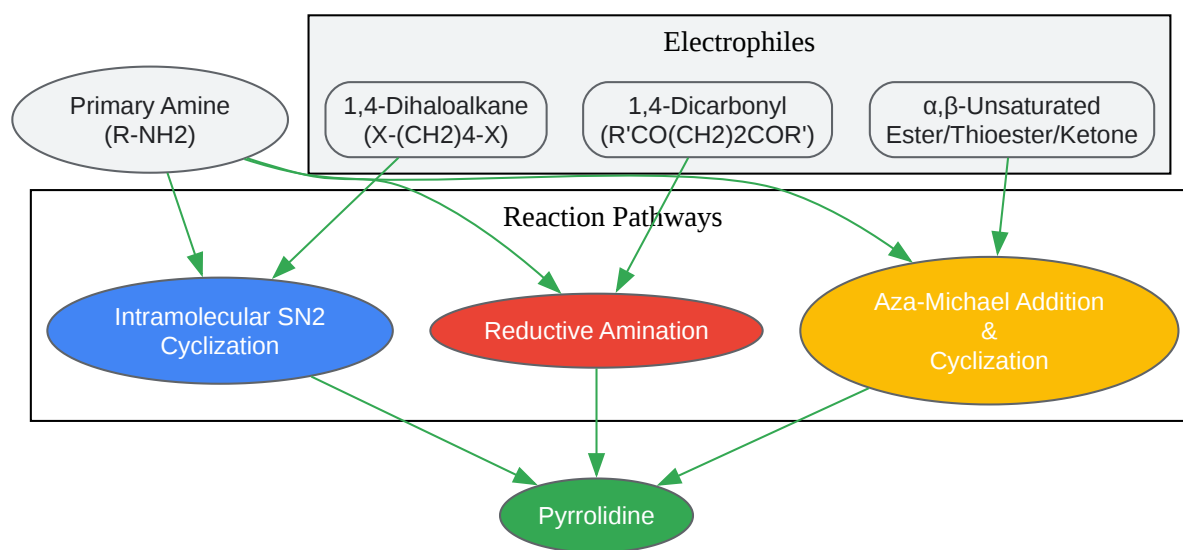 Electrophiles
Primary Amine
(R-NH2)
1,4-Dihaloalkane
(X-(CH2)4-X)
1,4-Dicarbonyl
(R'CO(CH2)2COR')
α,β-Unsaturated
Ester/Thioester/Ketone
Reaction Pathways
Intramolecular SN2
Cyclization
Reductive Amination
Aza-Michael Addition
&
Cyclization
Pyrrolidine